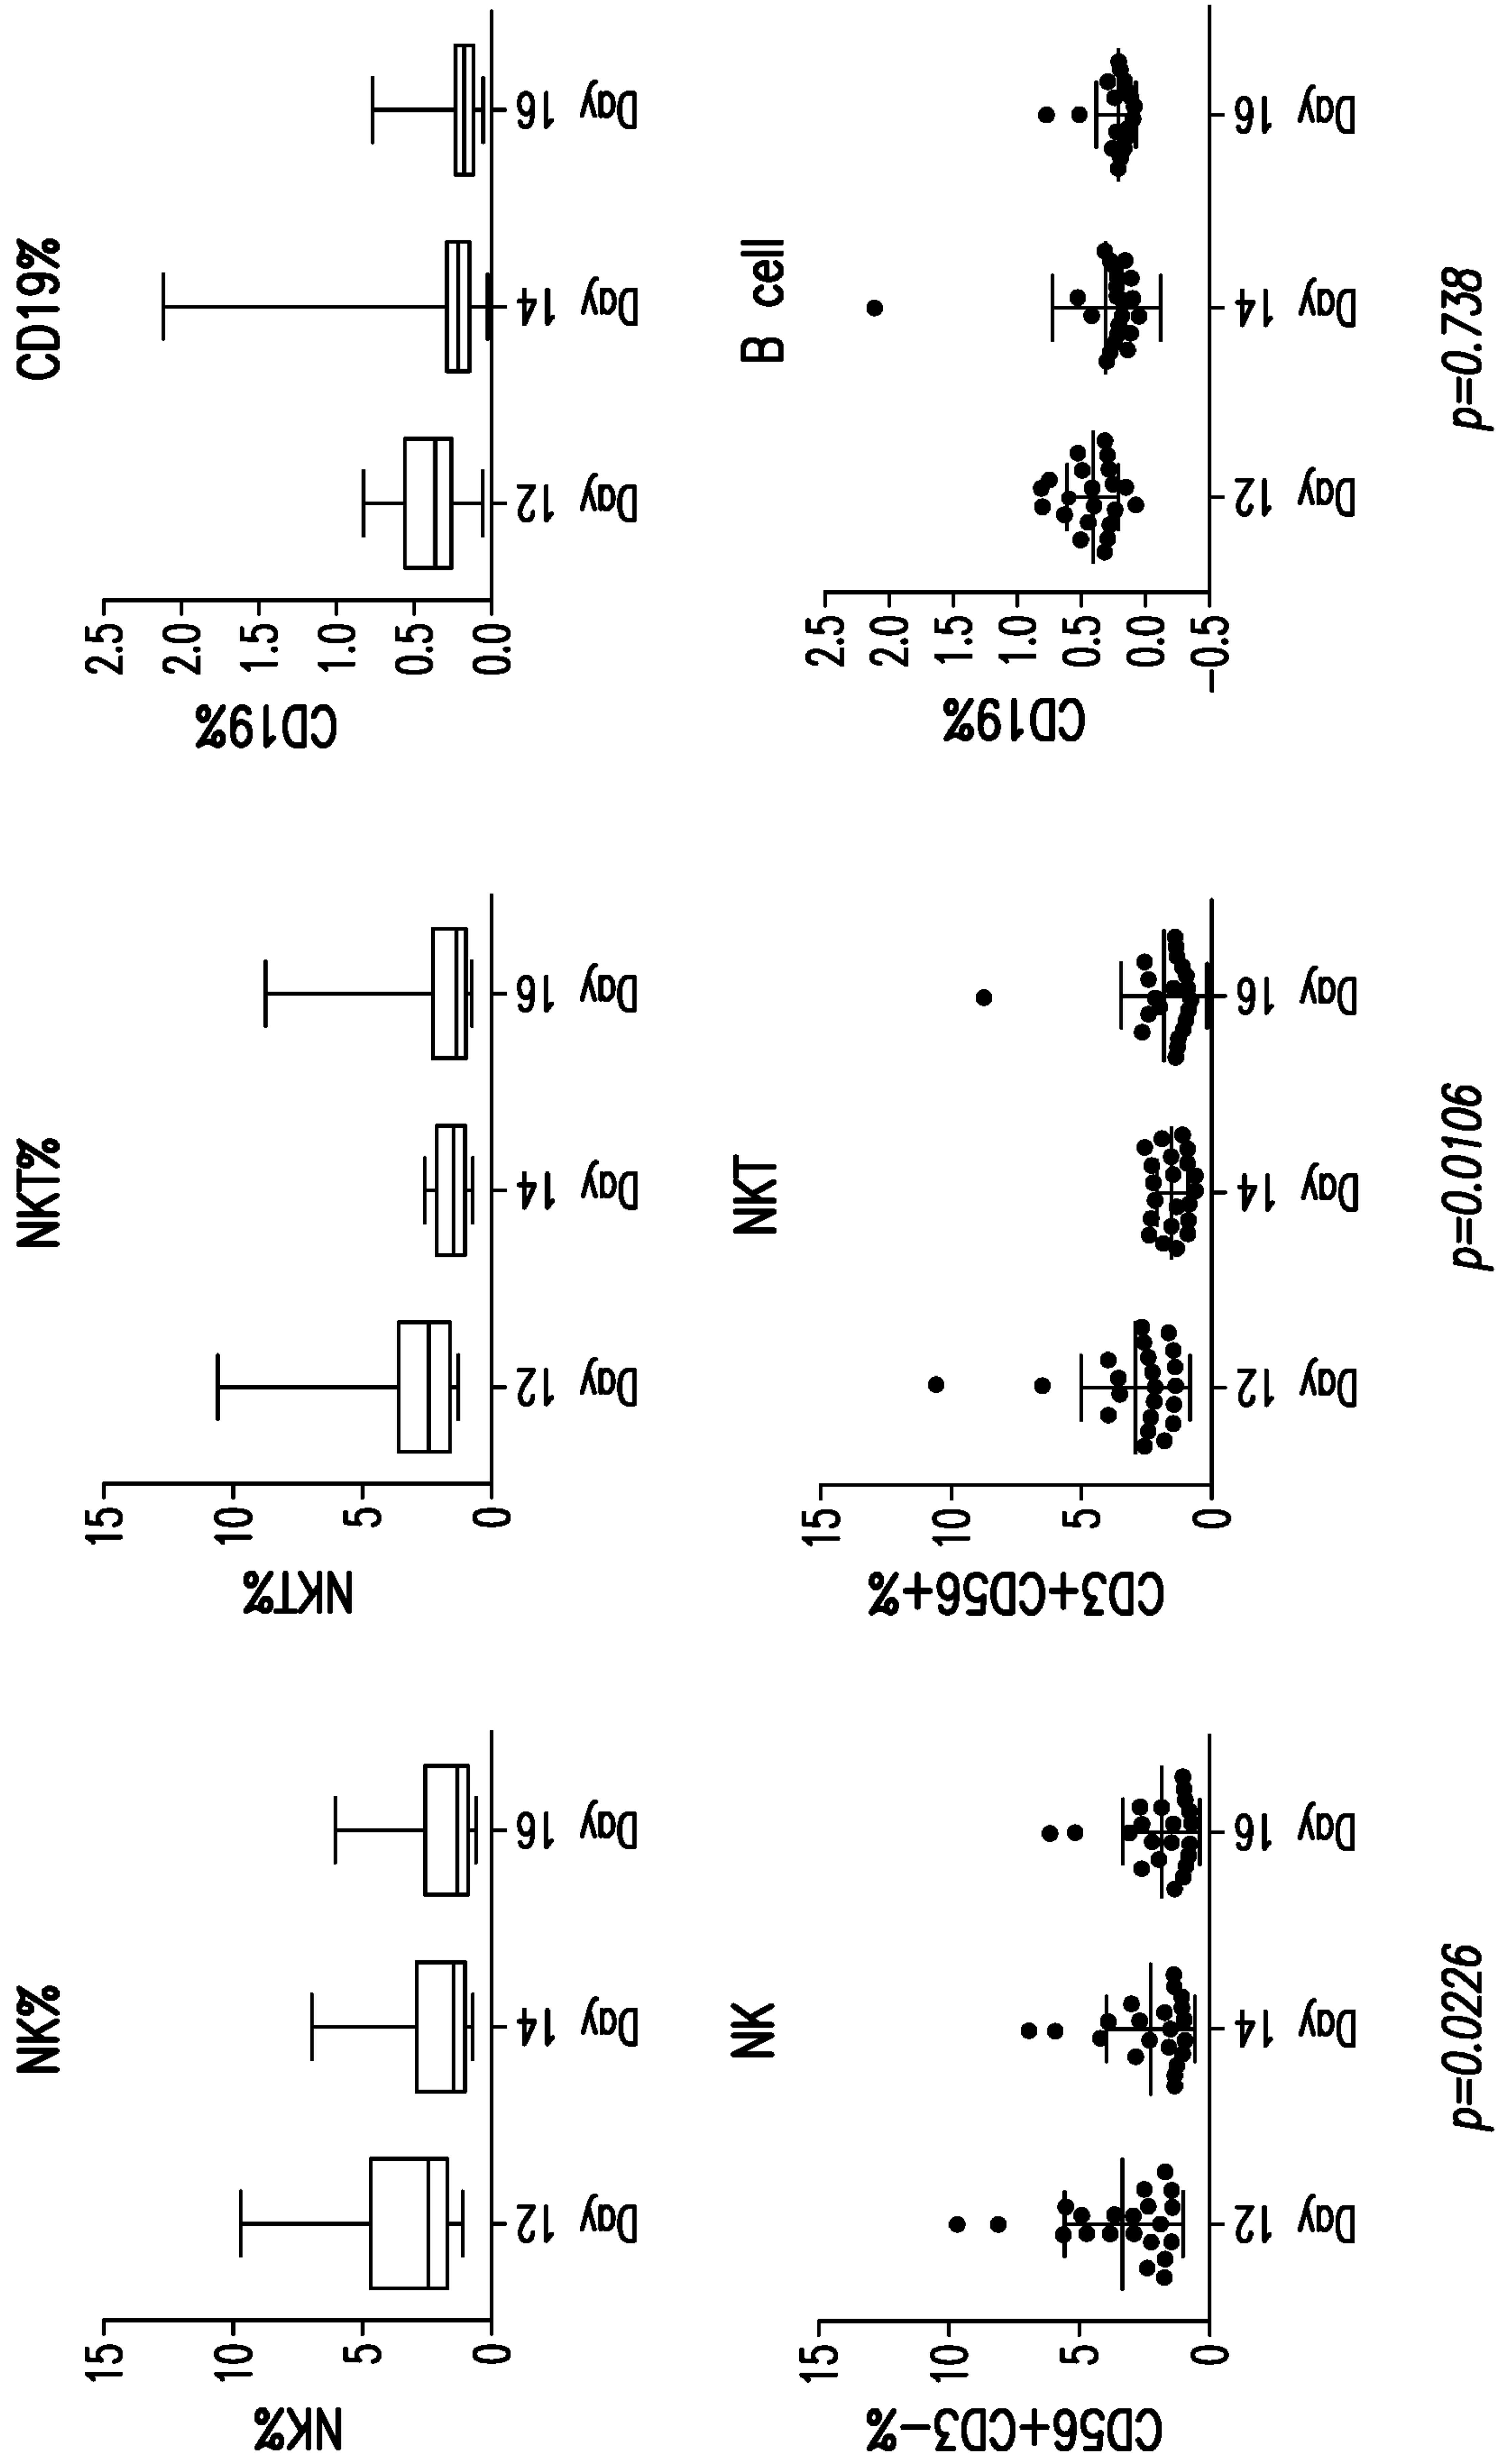 NK%
NK%
15
10
5
0
Day 12
Day 14
Day 16
NKT%
NKT%
15
10
5
0
Day 12
Day 14
Day 16
CD19%
CD19%
2.5
2.0
1.5
1.0
0.5
0.0
Day 12
Day 14
Day 16
NK
CD56+CD3-%
15
10
5
0
Day 12
Day 14
Day 16
p=0.0226
NKT
CD3+CD56+%
15
10
5
0
Day 12
Day 14
Day 16
p=0.0106
B cell
CD19%
2.5
2.0
1.5
1.0
0.5
0.0
-0.5
Day 12
Day 14
Day 16
p=0.738